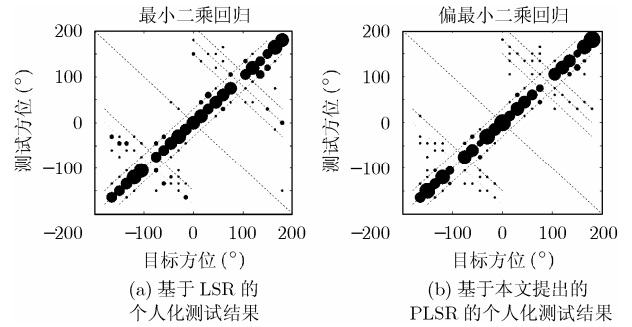 最小二乘回归
偏最小二乘回归
测试方位 (°)
200
100
0
−100
−200
−100
0
100
200
目标方位 (°)
测试方位 (°)
200
100
0
−100
−200
−100
0
100
200
目标方位 (°)
(a) 基于 LSR 的
个人化测试结果
(b) 基于本文提出的
PLSR 的个人化测试结果